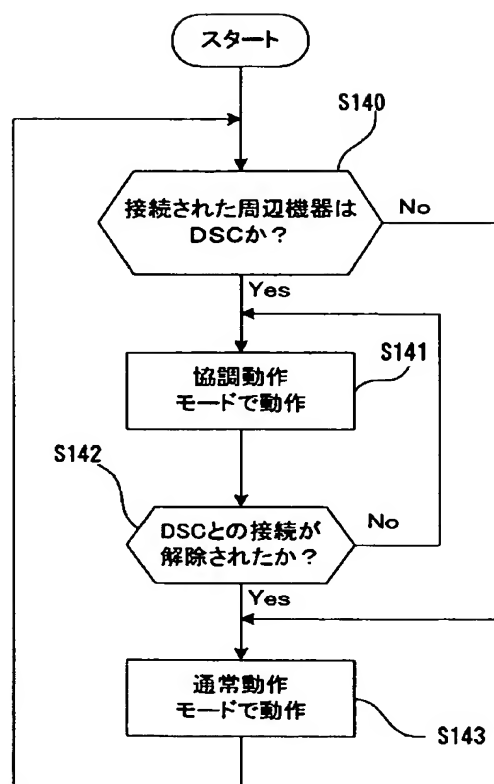 スタート
S140
接続された周辺機器は
DSCか？
No
Yes
S141
協調動作
モードで動作
S142
DSCとの接続が
解除されたか？
No
Yes
通常動作
モードで動作
S143